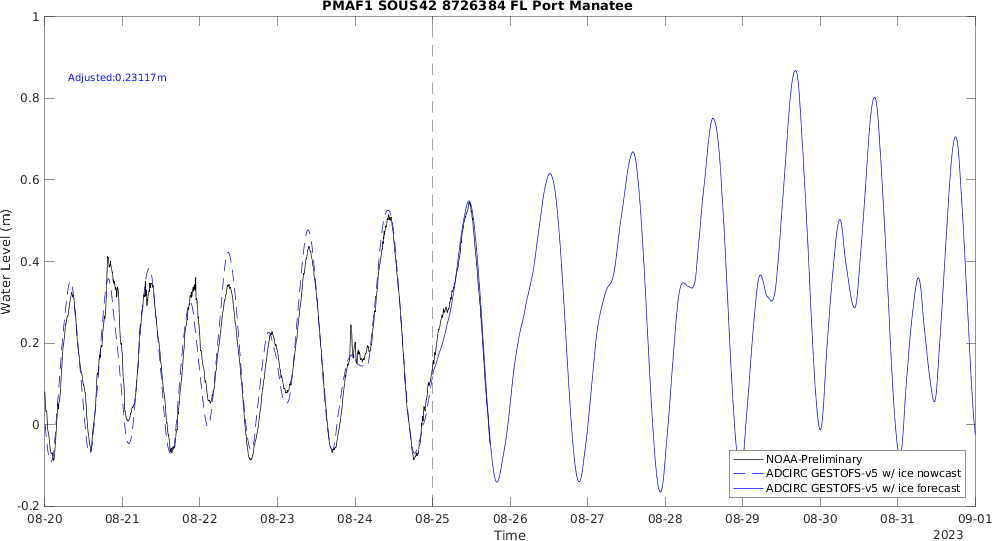 PMAF1 SOUS42 8726384 FL Port Manatee
Adjusted:0.23117m
Water Level (m)
1
0.8
0.6
0.4
0.2
0
-0.2
08-20 08-21 08-22 08-23 08-24 08-25 08-26 08-27 08-28 08-29 08-30 08-31 09-01
Time
2023
NOAA-Preliminary
ADCIRC GESTOFS-v5 w/ ice nowcast
ADCIRC GESTOFS-v5 w/ ice forecast